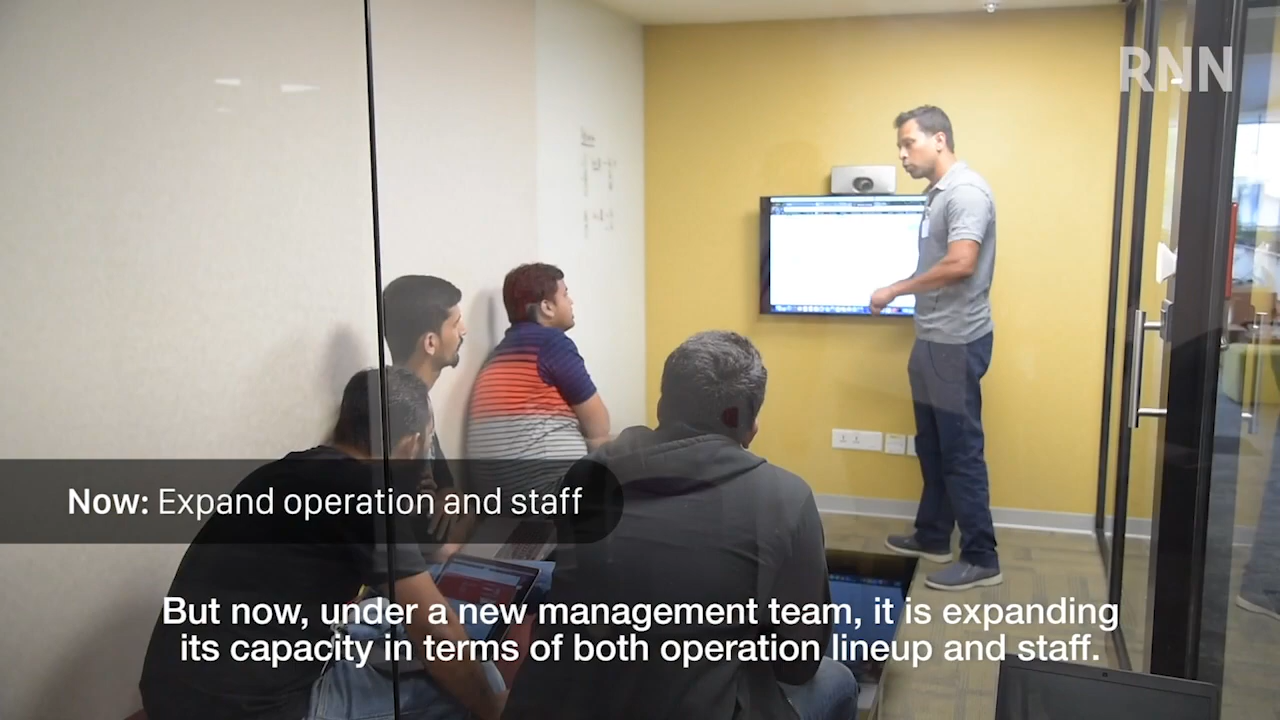 RNN
Now: Expand operation and staff
But now, under a new management team, it is expanding
its capacity in terms of both operation lineup and staff.